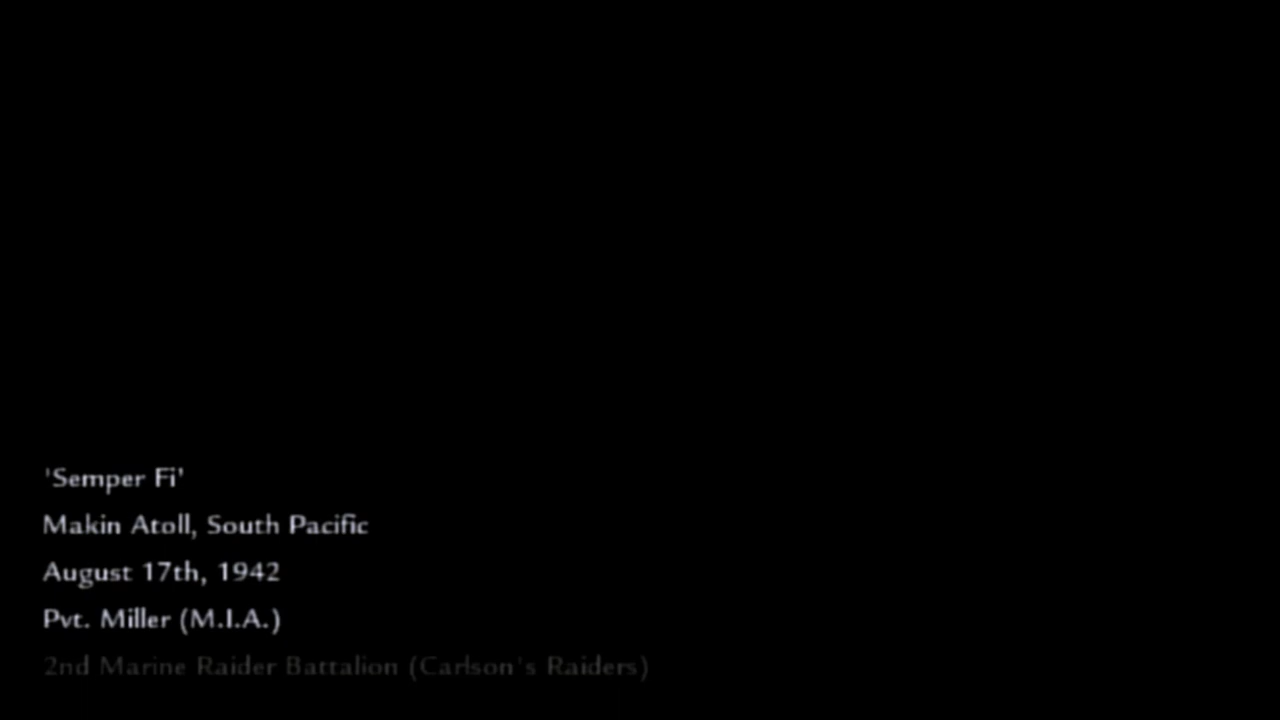 'Semper Fi'
Makin Atoll, South Pacific
August 17th, 1942
Pvt. Miller (M.I.A.)
2nd Marine Raider Battalion (Carlson's Raiders)